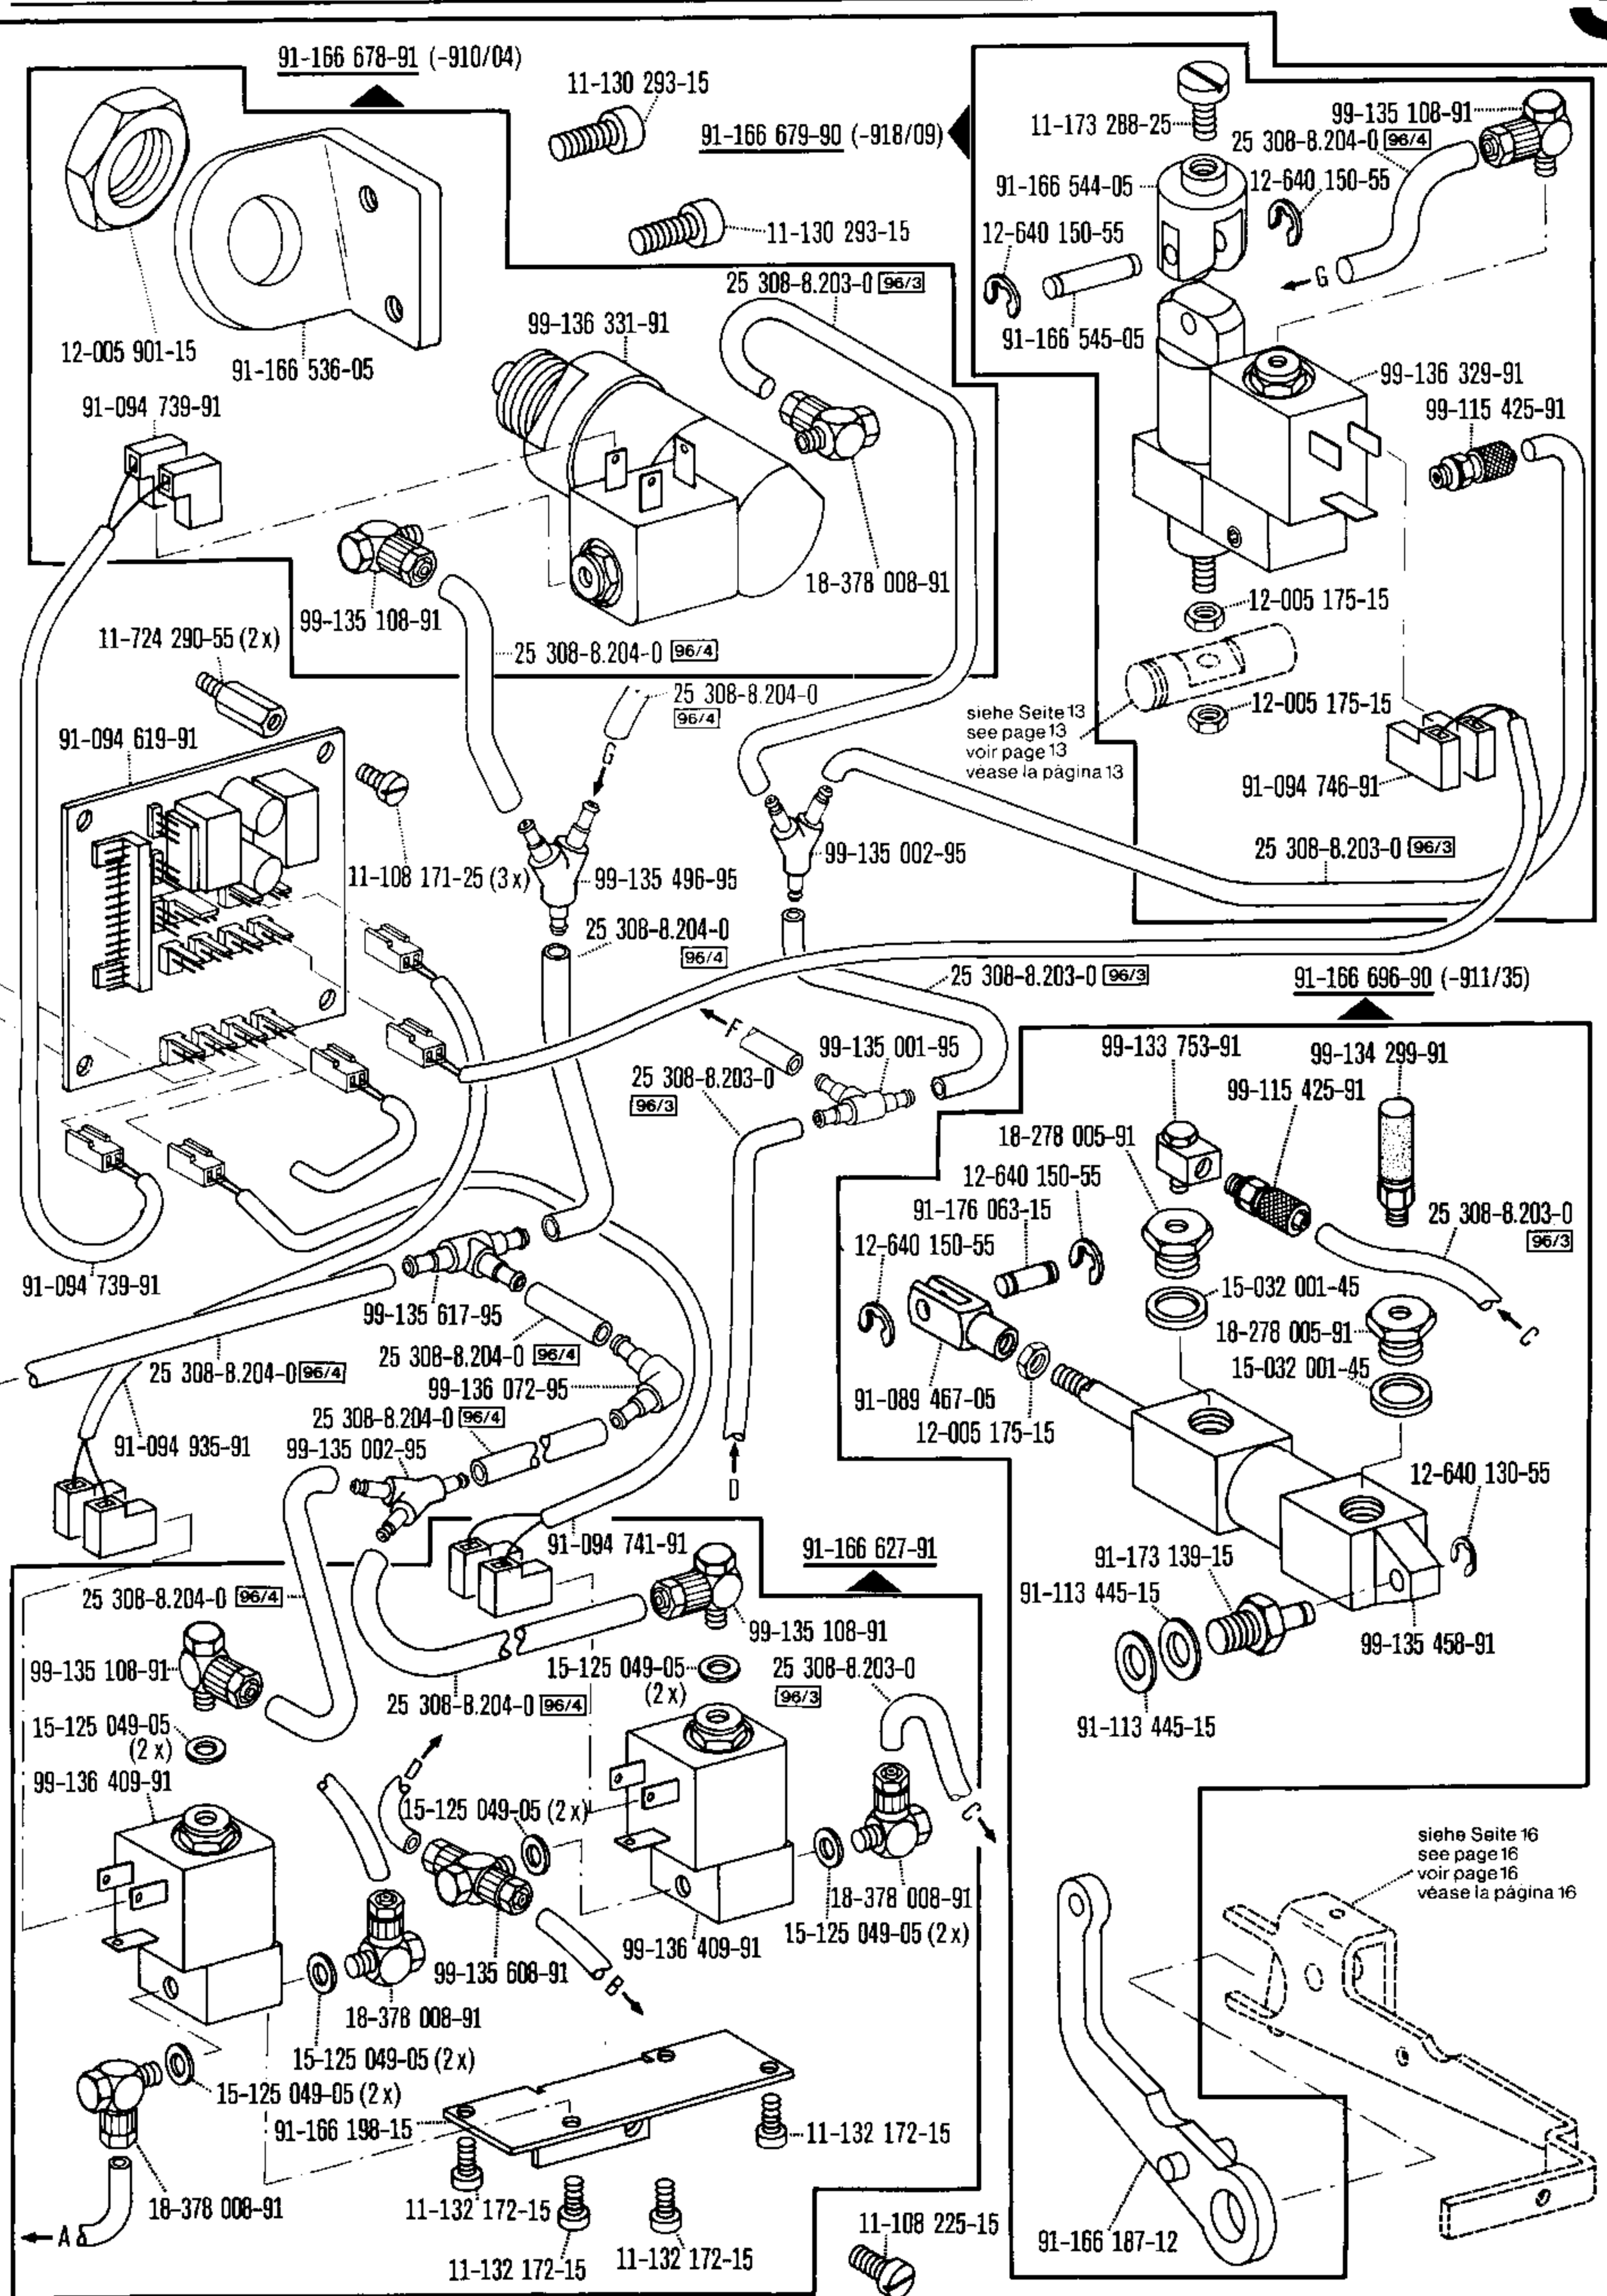 91-166 678-91 (-910/04)
11-130 293-15
91-166 679-90 (-918/09)
11-173 288-25
99-135 108-91
25 308-8.204-0 96/4
91-166 544-05
12-640 150-55
12-640 150-55
11-130 293-15
G
25 308-8.203-0 96/3
91-166 545-05
99-136 331-91
12-005 901-15
91-166 536-05
99-136 329-91
91-094 739-91
99-115 425-91
18-378 008-91
12-005 175-15
99-135 108-91
11-724 290-55 (2x)
25 308-8.204-0 96/4
25 308-8.204-0
96/4
G
12-005 175-15
siehe Seite 13
see page 13
voir page 13
véase la página 13
91-094 619-91
91-094 746-91
25 308-8.203-0 96/3
99-135 002-95
11-108 171-25 (3x)
99-135 496-95
25 308-8.204-0
96/4
25 308-8.203-0 96/3
91-166 696-90 (-911/35)
F
99-135 001-95
99-133 753-91
99-134 299-91
25 308-8.203-0
96/3
99-115 425-91
18-278 005-91
12-640 150-55
91-176 063-15
25 308-8.203-0
96/3
12-640 150-55
91-094 739-91
15-032 001-45
99-135 617-95
18-278 005-91
C
25 308-8.204-0 96/4
25 308-8.204-0 96/4
15-032 001-45
99-136 072-95
91-089 467-05
25 308-8.204-0 96/4
12-005 175-15
91-094 935-91
99-135 002-95
12-640 130-55
D
91-094 741-91
91-166 627-91
91-173 139-15
25 308-8.204-0 96/4
91-113 445-15
99-135 108-91
99-135 458-91
99-135 108-91
15-125 049-05
(2x)
25 308-8.203-0
96/3
25 308-8.204-0 96/4
15-125 049-05
(2x)
91-113 445-15
99-136 409-91
D
15-125 049-05 (2x)
C
siehe Seite 16
see page 16
voir page 16
véase la página 16
18-378 008-91
15-125 049-05 (2x)
99-136 409-91
99-135 608-91
B
18-378 008-91
15-125 049-05 (2x)
15-125 049-05 (2x)
91-166 198-15
11-132 172-15
18-378 008-91
11-132 172-15
A
11-108 225-15
91-166 187-12
11-132 172-15
11-132 172-15